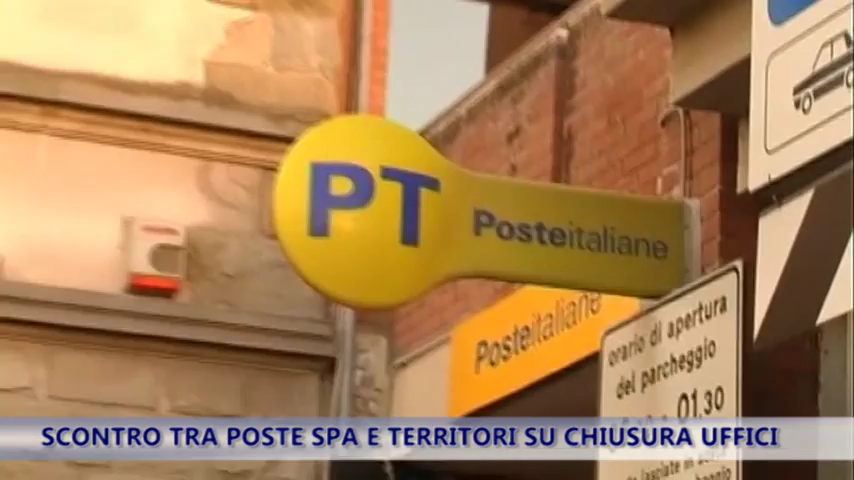 PT
Posteitaliane
Posteitaliane
orario di apertura
del parcheggio
01.30
SCONTRO TRA POSTE SPA E TERRITORI SU CHIUSURA UFFICI